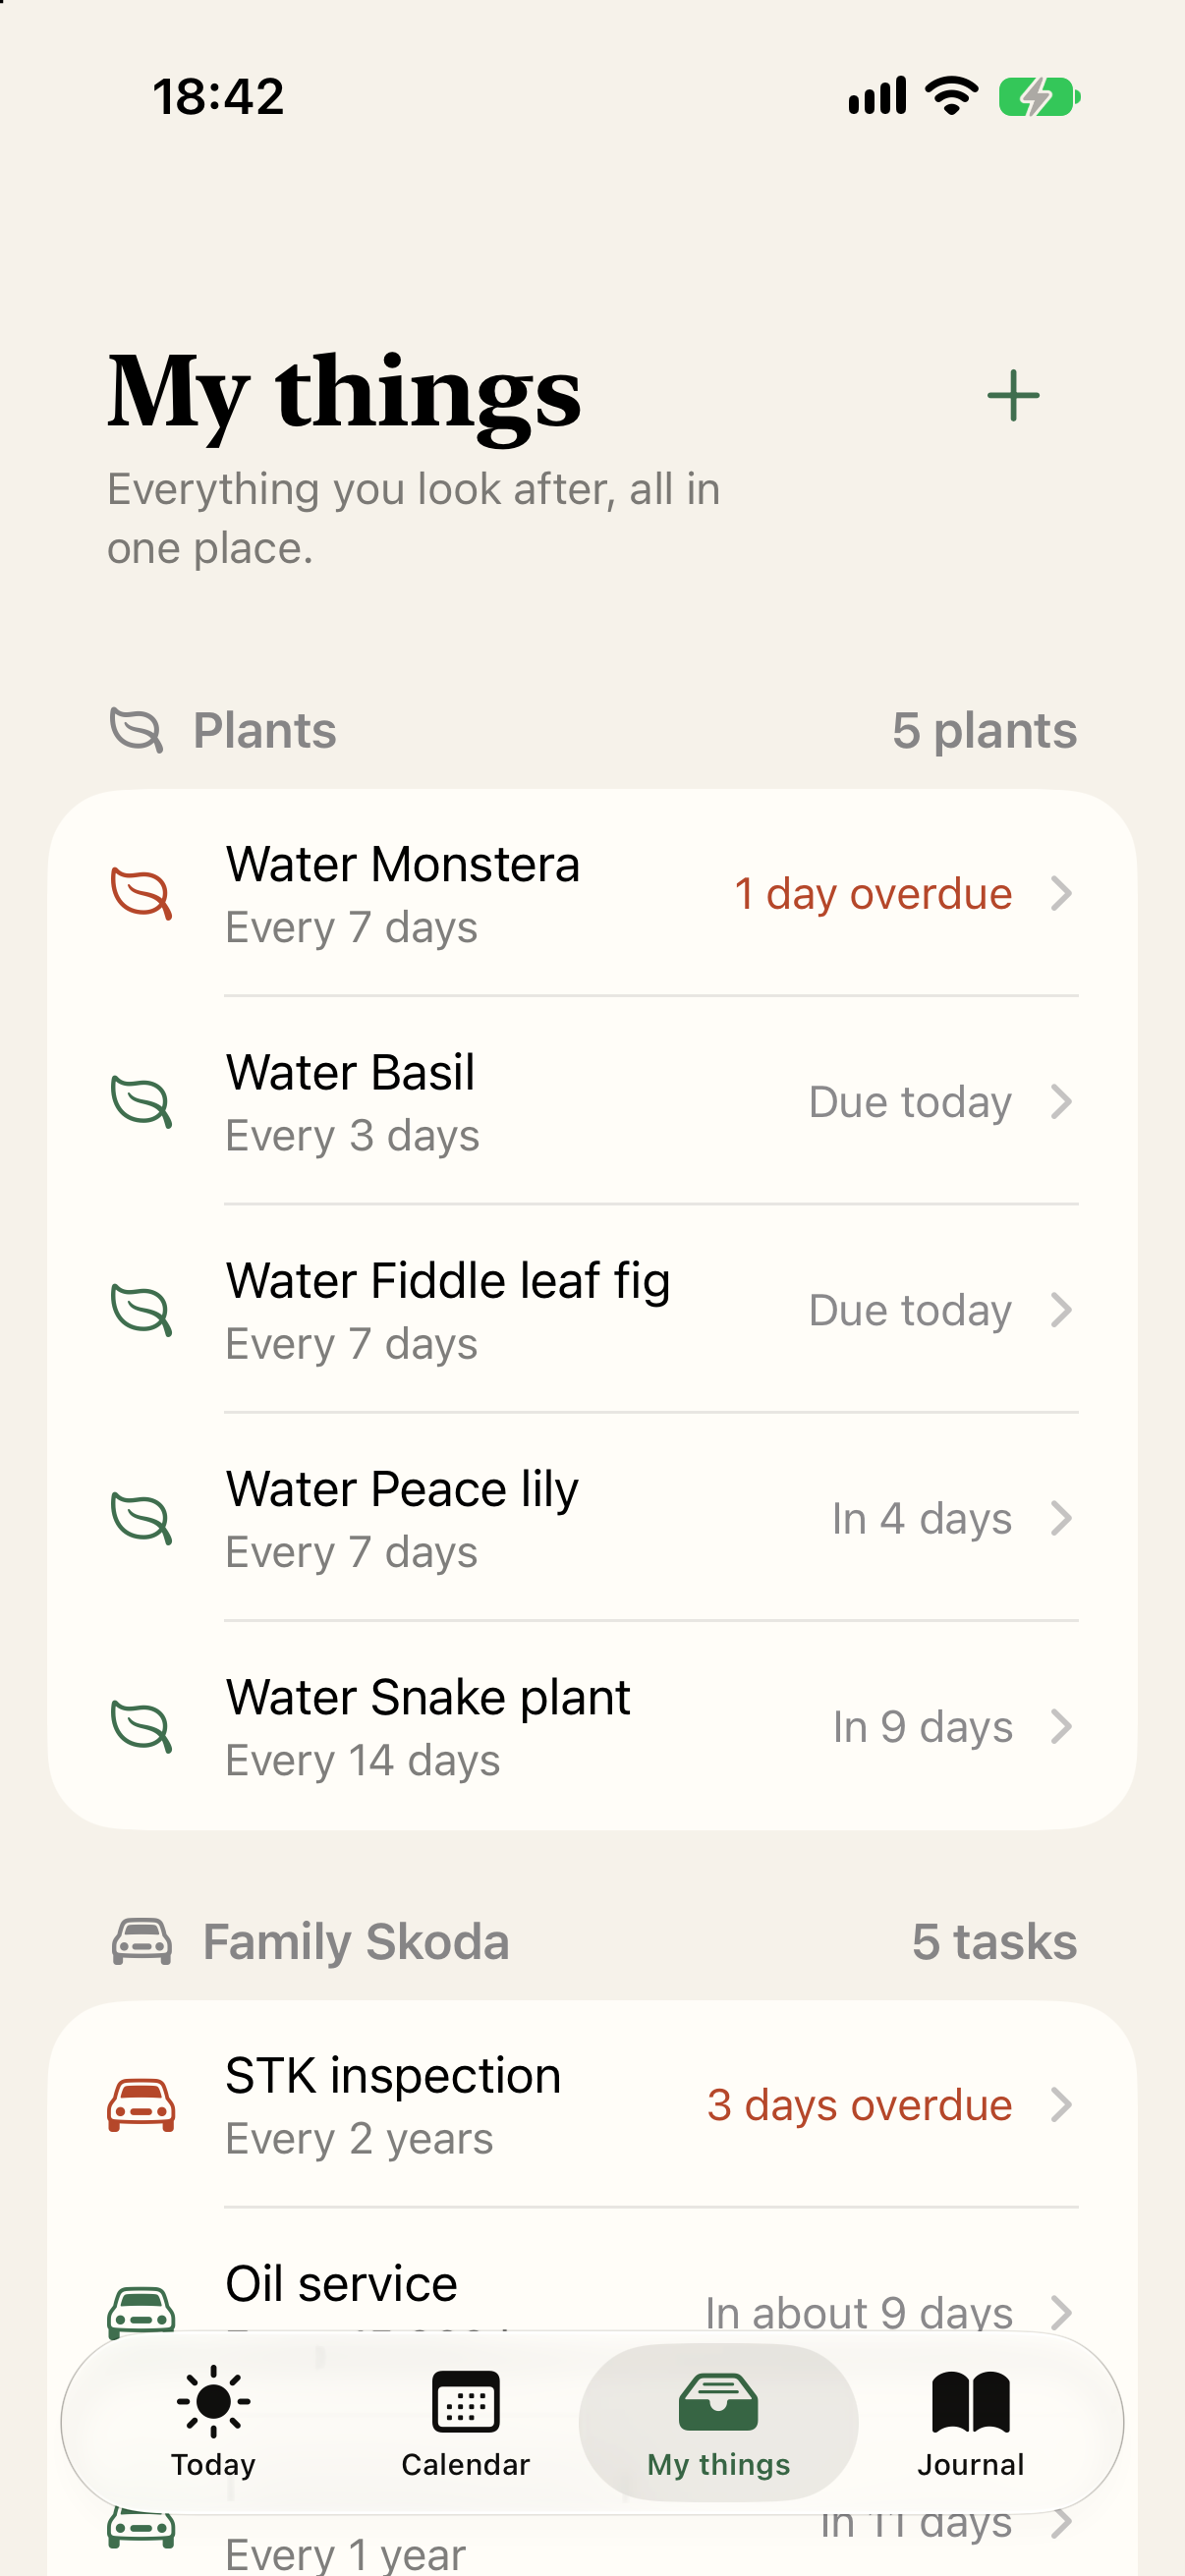 18:42
My things
Everything you look after, all in
one place.
Plants
5 plants
Water Monstera
Every 7 days
1 day overdue
Water Basil
Every 3 days
Due today
Water Fiddle leaf fig
Every 7 days
Due today
Water Peace lily
Every 7 days
In 4 days
Water Snake plant
Every 14 days
In 9 days
Family Skoda
5 tasks
STK inspection
Every 2 years
3 days overdue
Oil service
In about 9 days
Today
Calendar
My things
Journal
In 11 days
Every 1 year